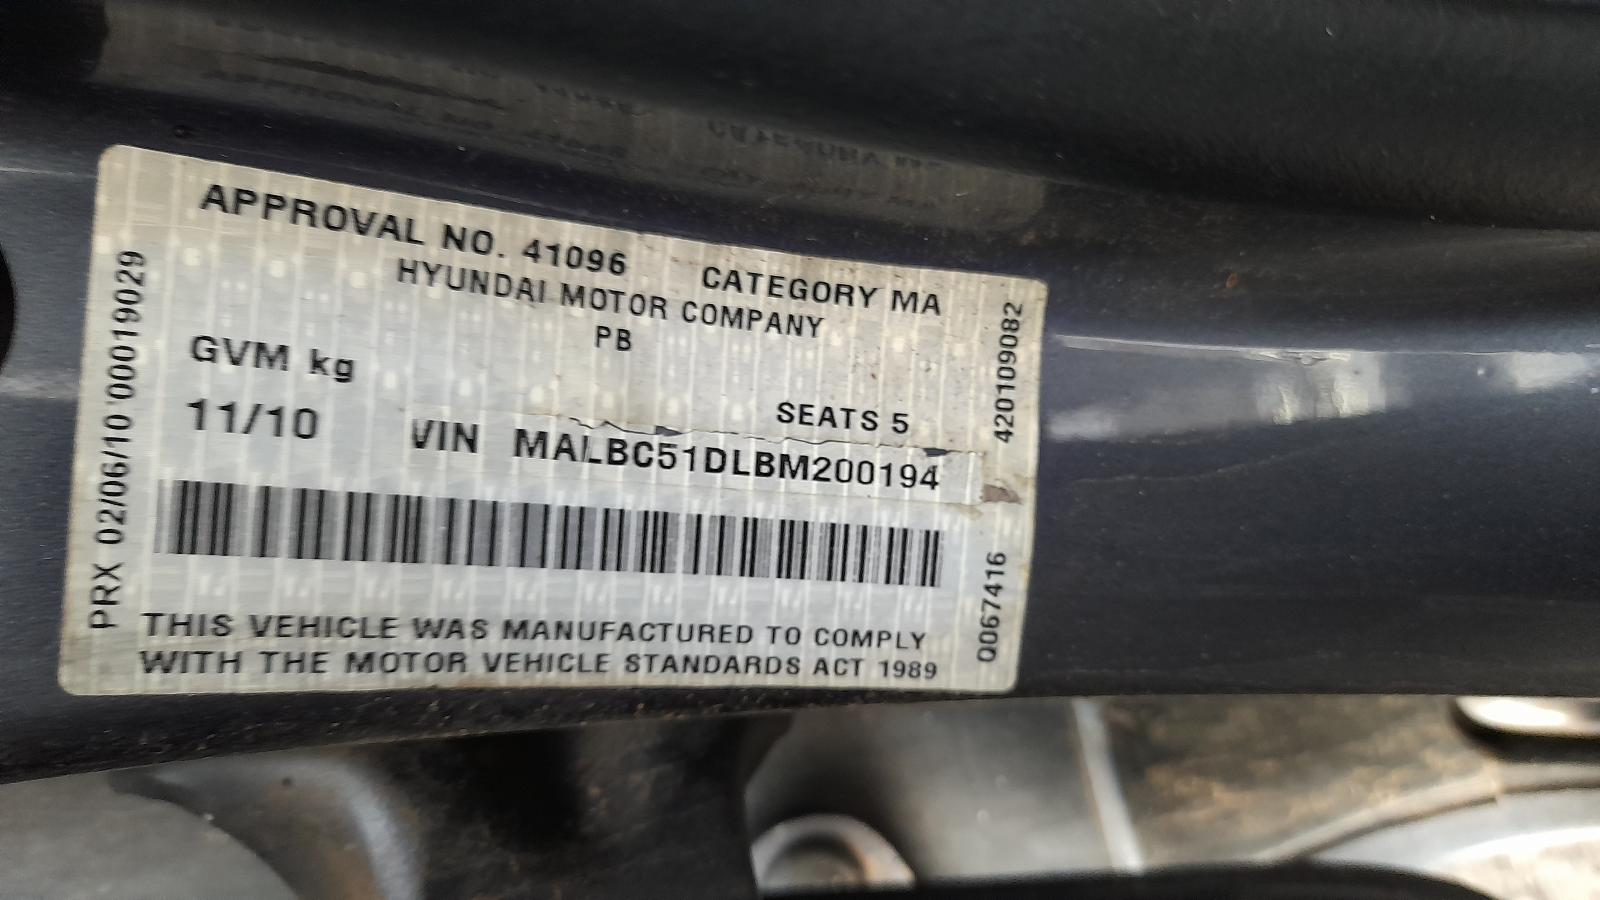 APPROVAL NO. 41096 CATEGORY MA
HYUNDAI MOTOR COMPANY
PB
GVM kg
SEATS 5
11/10 VIN MALBC51DLBM200194
THIS VEHICLE WAS MANUFACTURED TO COMPLY
WITH THE MOTOR VEHICLE STANDARDS ACT 1989
PRX 02/06/10 00019029
420109082
Q067416